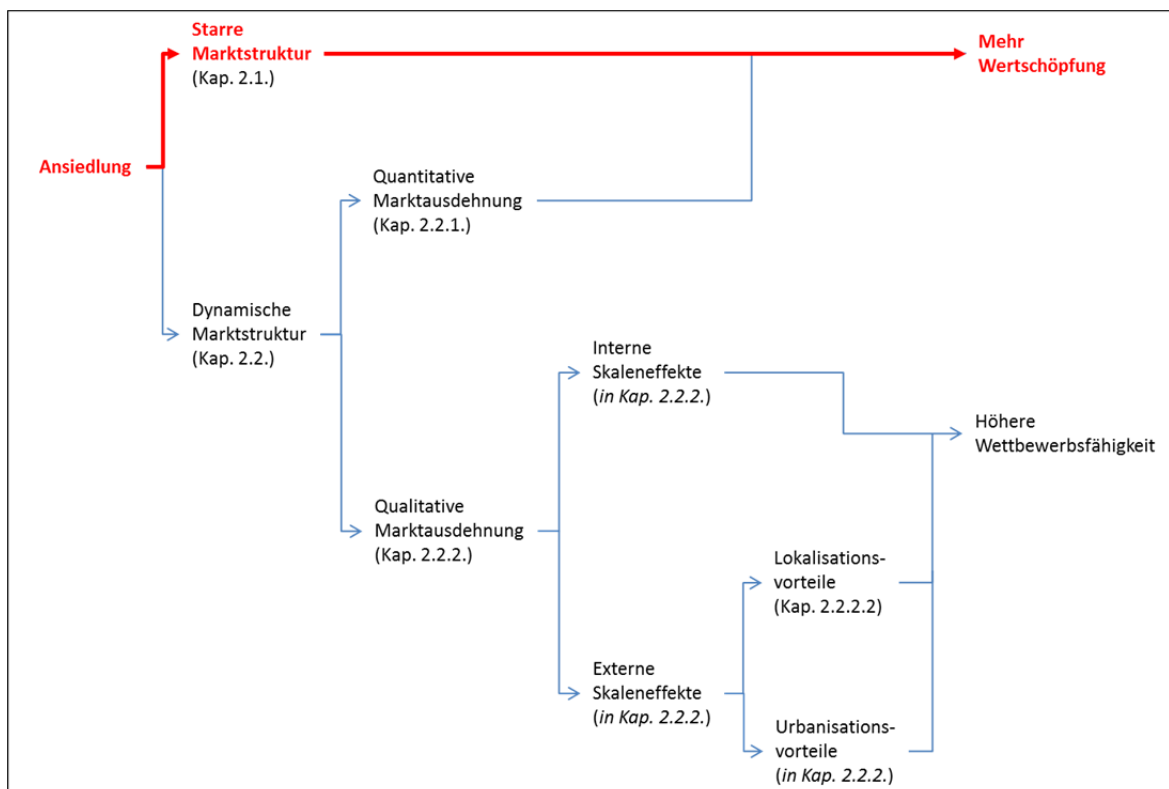 Starre
Marktstruktur
(Kap. 2.1.)
Mehr
Wertschöpfung
Ansiedlung
Quantitative
Marktausdehnung
(Kap. 2.2.1.)
Dynamische
Marktstruktur
(Kap. 2.2.)
Interne
Skaleneffekte
(in Kap. 2.2.2.)
Höhere
Wettbewerbsfähigkeit
Qualitative
Marktausdehnung
(Kap. 2.2.2.)
Lokalisations-
vorteile
(Kap. 2.2.2.2)
Externe
Skaleneffekte
(in Kap. 2.2.2.)
Urbanisations-
vorteile
(in Kap. 2.2.2.)